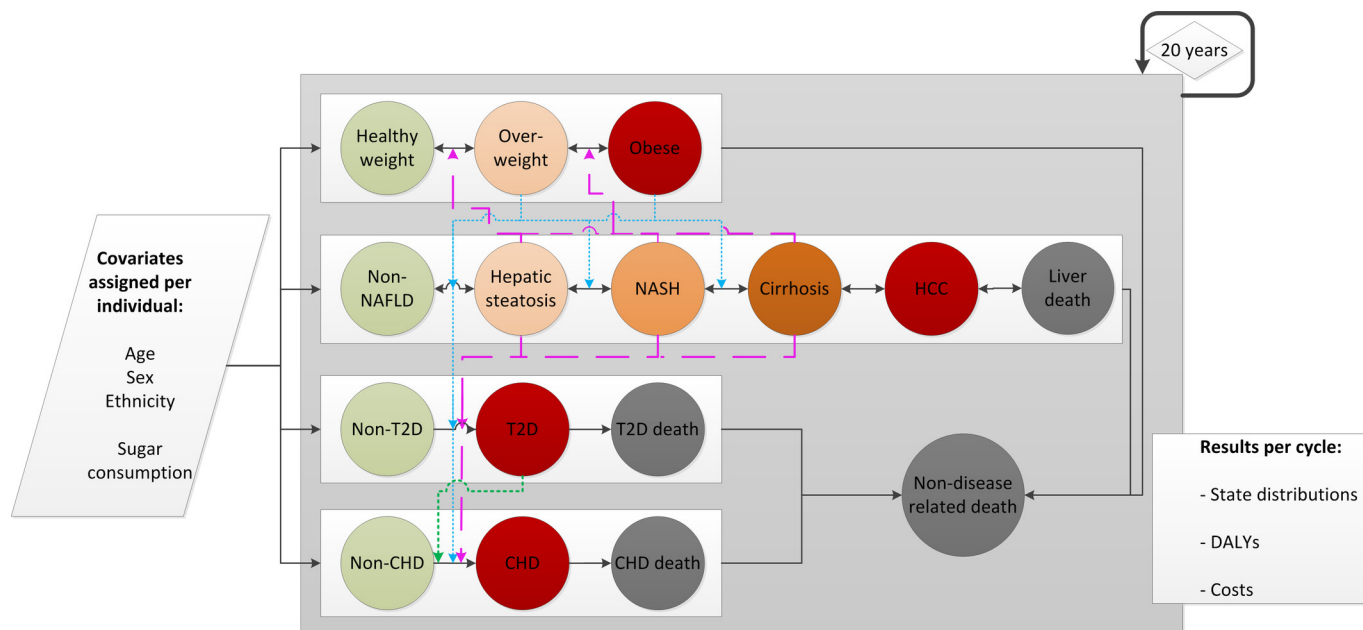 20 years
Healthy
weight
Over-
weight
Obese
Covariates
assigned per
individual:
Age
Sex
Ethnicity
Sugar
consumption
Non-
NAFLD
Hepatic
steatosis
NASH
Cirrhosis
HCC
Liver
death
Non-T2D
T2D
T2D death
Non-CHD
CHD
CHD death
Non-disease
related death
Results per cycle:
- State distributions
- DALYs
- Costs